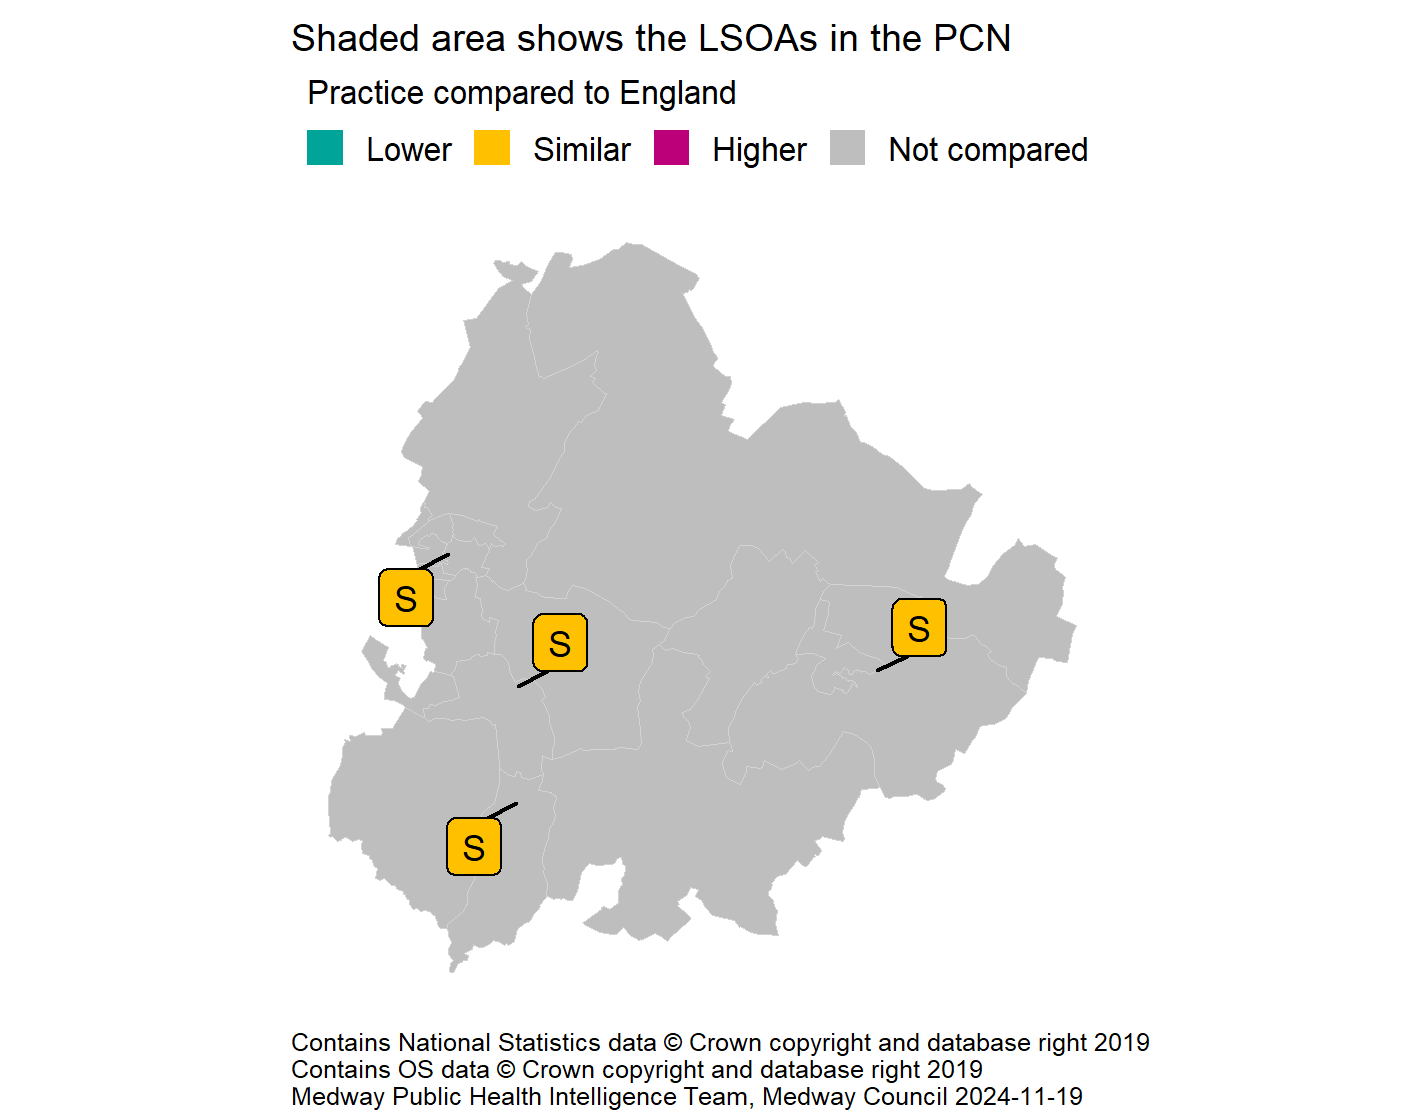 Shaded area shows the LSOAs in the PCN
Practice compared to England
Lower Similar Higher Not compared
S
S
S
S
Contains National Statistics data © Crown copyright and database right 2019
Contains OS data © Crown copyright and database right 2019
Medway Public Health Intelligence Team, Medway Council 2024-11-19